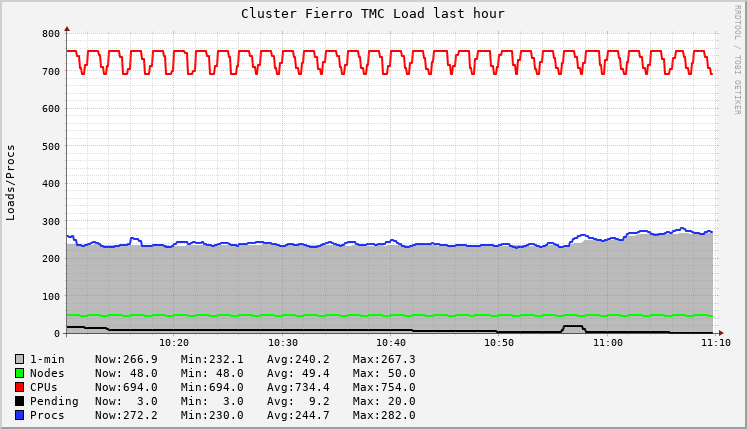 Cluster Fierro TMC Load last hour
RRDTOOL / TOBI OETIKER
Loads/Procs
800
700
600
500
400
300
200
100
0
10:20 10:30 10:40 10:50 11:00 11:10
1-min Now:266.9 Min:232.1 Avg:240.2 Max:267.3
Nodes Now: 48.0 Min: 48.0 Avg: 49.4 Max: 50.0
CPUs Now:694.0 Min:694.0 Avg:734.4 Max:754.0
Pending Now: 3.0 Min: 3.0 Avg: 9.2 Max: 20.0
Procs Now:272.2 Min:230.0 Avg:244.7 Max:282.0